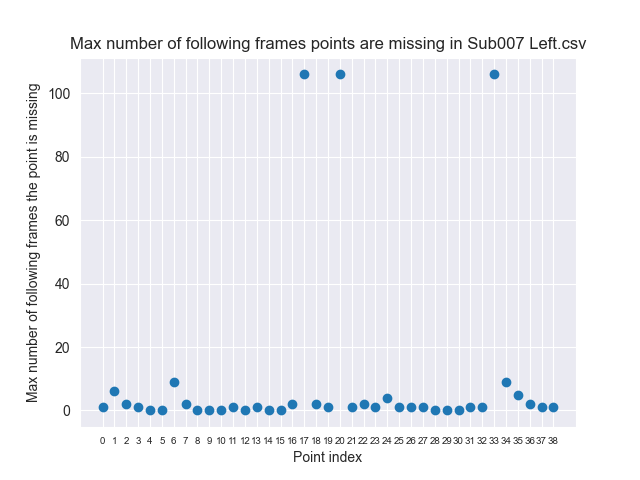 Max number of following frames points are missing in Sub007 Left.csv
Max number of following frames the point is missing
100
80
60
40
20
0
0 1 2 3 4 5 6 7 8 9 10 11 12 13 14 15 16 17 18 19 20 21 22 23 24 25 26 27 28 29 30 31 32 33 34 35 36 37 38
Point index